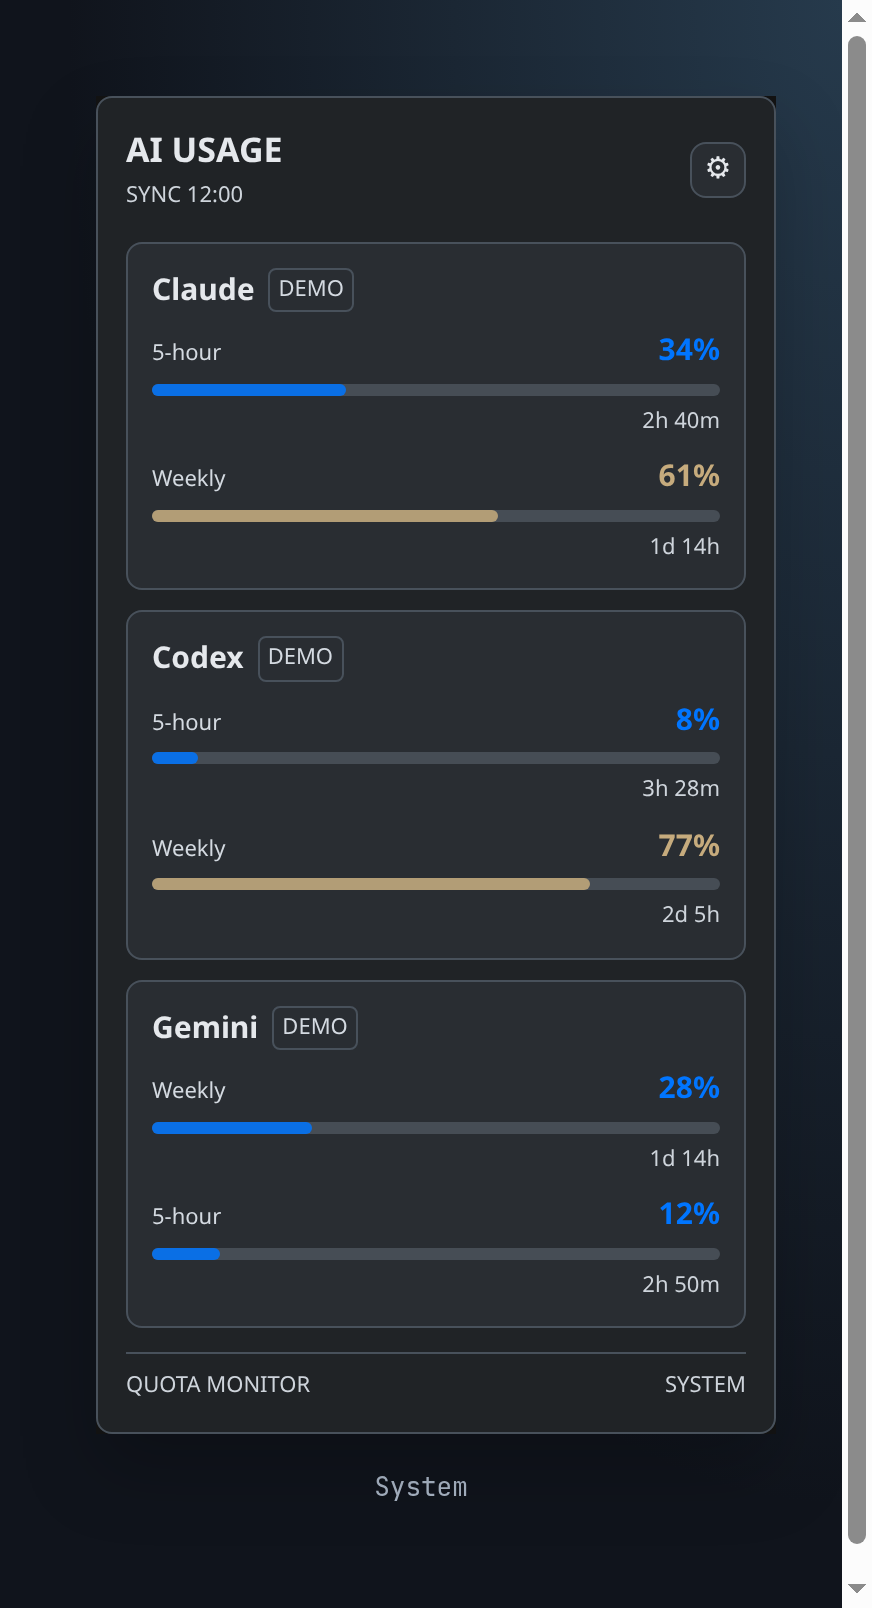 AI USAGE
SYNC 12:00
Claude DEMO
5-hour 34%
2h 40m
Weekly 61%
1d 14h
Codex DEMO
5-hour 8%
3h 28m
Weekly 77%
2d 5h
Gemini DEMO
Weekly 28%
1d 14h
5-hour 12%
2h 50m
QUOTA MONITOR SYSTEM
System